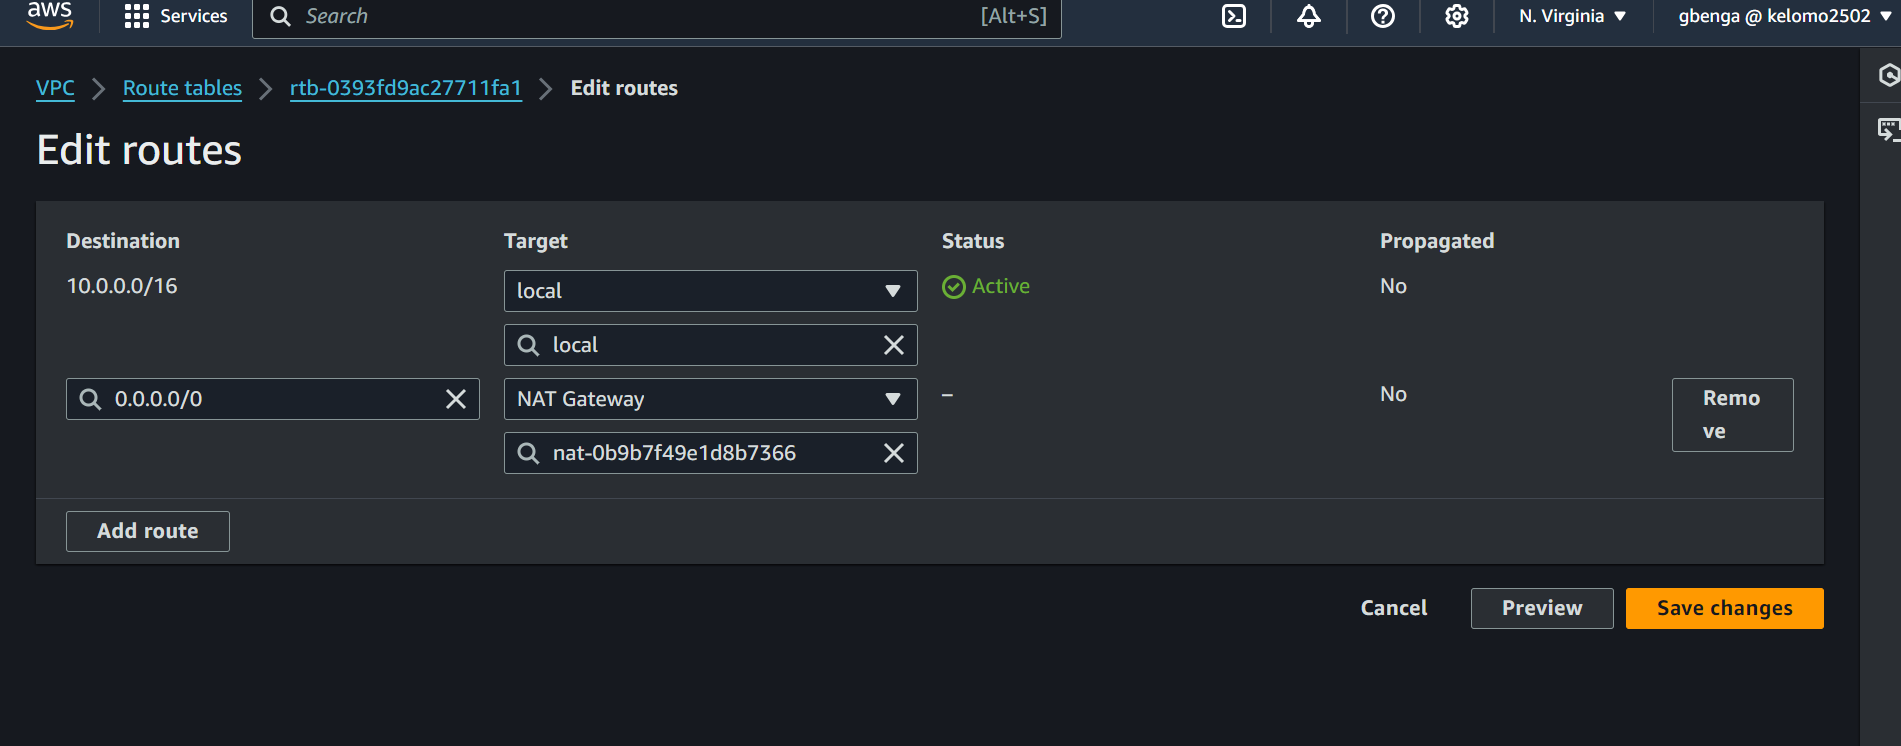 aws Services Search [Alt+S] N. Virginia gbenga @ kelomo2502
VPC Route tables rtb-0393fd9ac27711fa1 Edit routes
Edit routes
Destination Target Status Propagated
10.0.0.0/16 local Active No
local
0.0.0.0/0 NAT Gateway – No Remo
ve
nat-0b9b7f49e1d8b7366
Add route
Cancel Preview Save changes